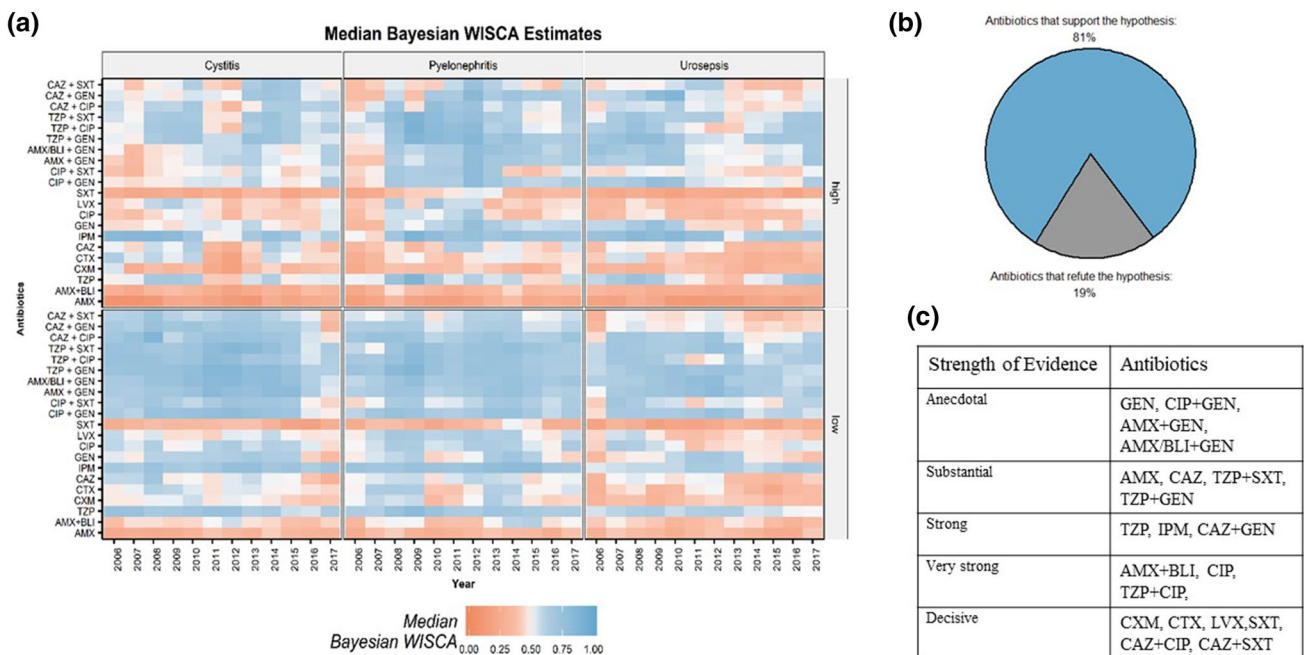 (a)
Median Bayesian WISCA Estimates
Cystitis
Pyelonephritis
Urosepsis
Antibiotics
CAZ + SXT
CAZ + GEN
CAZ + CIP
TZP + SXT
TZP + CIP
TZP + GEN
AMX/BLI + GEN
AMX + GEN
CIP + SXT
CIP + GEN
SXT
LVX
CIP
GEN
IPM
CAZ
CTX
CXM
TZP
AMX+BLI
AMX
high
CAZ + SXT
CAZ + GEN
CAZ + CIP
TZP + SXT
TZP + CIP
TZP + GEN
AMX/BLI + GEN
AMX + GEN
CIP + SXT
CIP + GEN
SXT
LVX
CIP
GEN
IPM
CAZ
CTX
CXM
TZP
AMX+BLI
AMX
low
2006 2007 2008 2009 2010 2011 2012 2013 2014 2015 2016 2017
2006 2007 2008 2009 2010 2011 2012 2013 2014 2015 2016 2017
2006 2007 2008 2009 2010 2011 2012 2013 2014 2015 2016 2017
Year
Median
Bayesian WISCA
0.00 0.25 0.50 0.75 1.00
(b)
Antibiotics that support the hypothesis:
81%
Antibiotics that refute the hypothesis:
19%
(c)
Strength of Evidence Antibiotics
Anecdotal GEN, CIP+GEN,
AMX+GEN,
AMX/BLI+GEN
Substantial AMX, CAZ, TZP+SXT,
TZP+GEN
Strong TZP, IPM, CAZ+GEN
Very strong AMX+BLI, CIP,
TZP+CIP,
Decisive CXM, CTX, LVX,SXT,
CAZ+CIP, CAZ+SXT